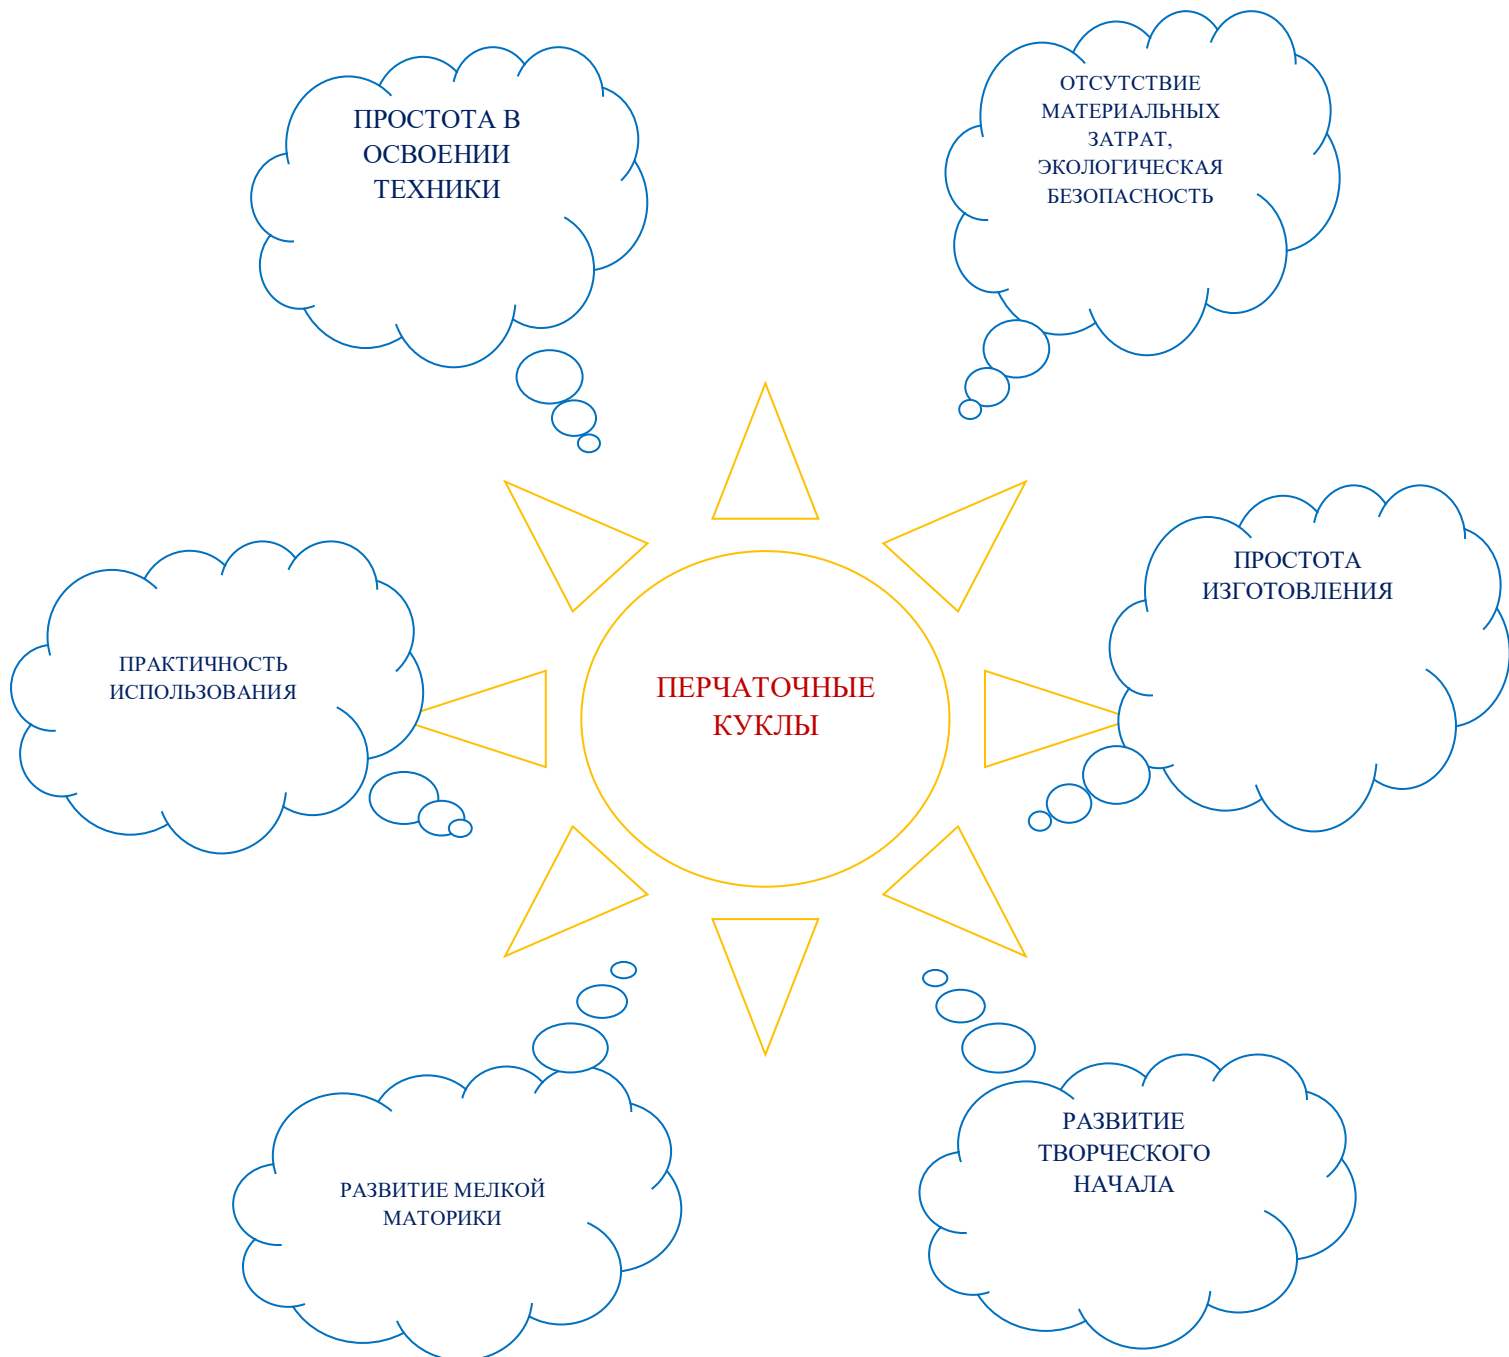 ПРОСТОТА В
ОСВОЕНИИ
ТЕХНИКИ
ОТСУТСТВИЕ
МАТЕРИАЛЬНЫХ
ЗАТРАТ,
ЭКОЛОГИЧЕСКАЯ
БЕЗОПАСНОСТЬ
ПРАКТИЧНОСТЬ
ИСПОЛЬЗОВАНИЯ
ПЕРЧАТОЧНЫЕ
КУКЛЫ
ПРОСТОТА
ИЗГОТОВЛЕНИЯ
РАЗВИТИЕ МЕЛКОЙ
МАТОРИКИ
РАЗВИТИЕ
ТВОРЧЕСКОГО
НАЧАЛА